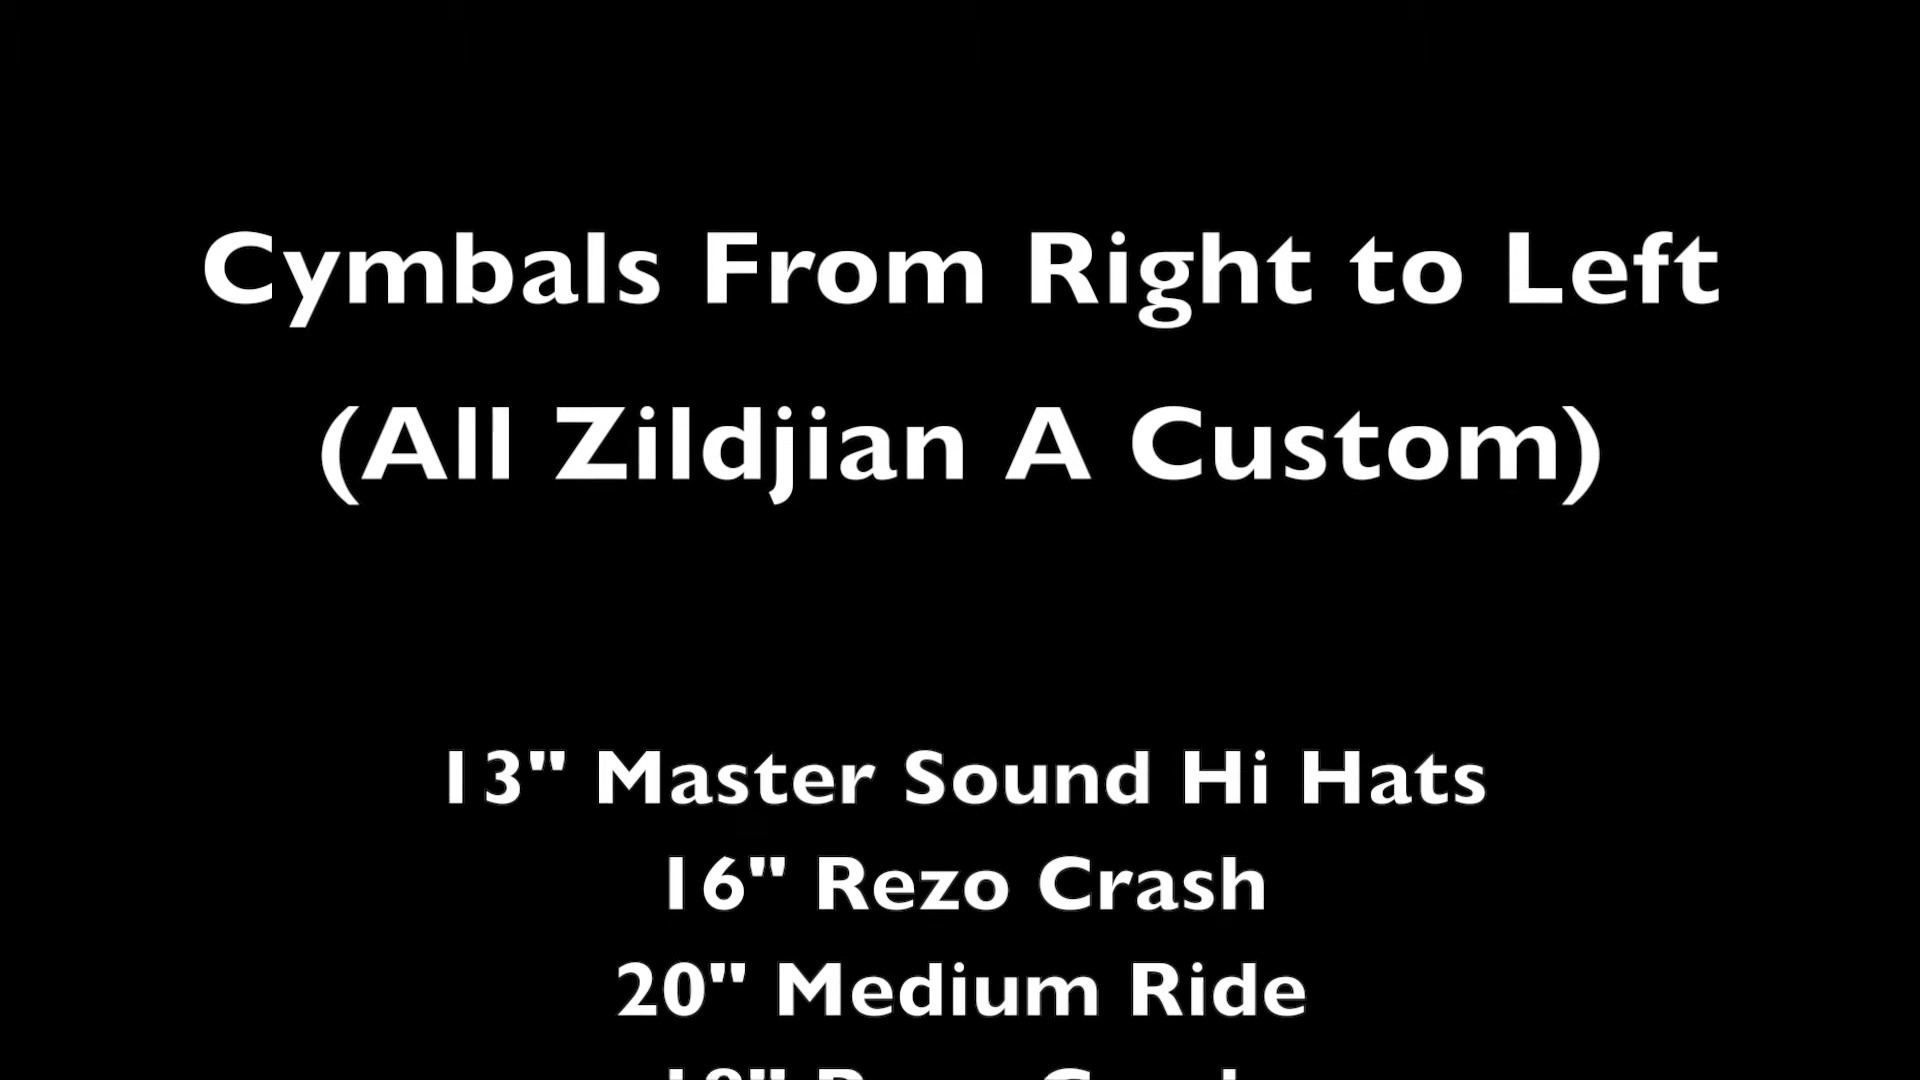 Cymbals From Right to Left
(All Zildjian A Custom)
13" Master Sound Hi Hats
16" Rezo Crash
20" Medium Ride